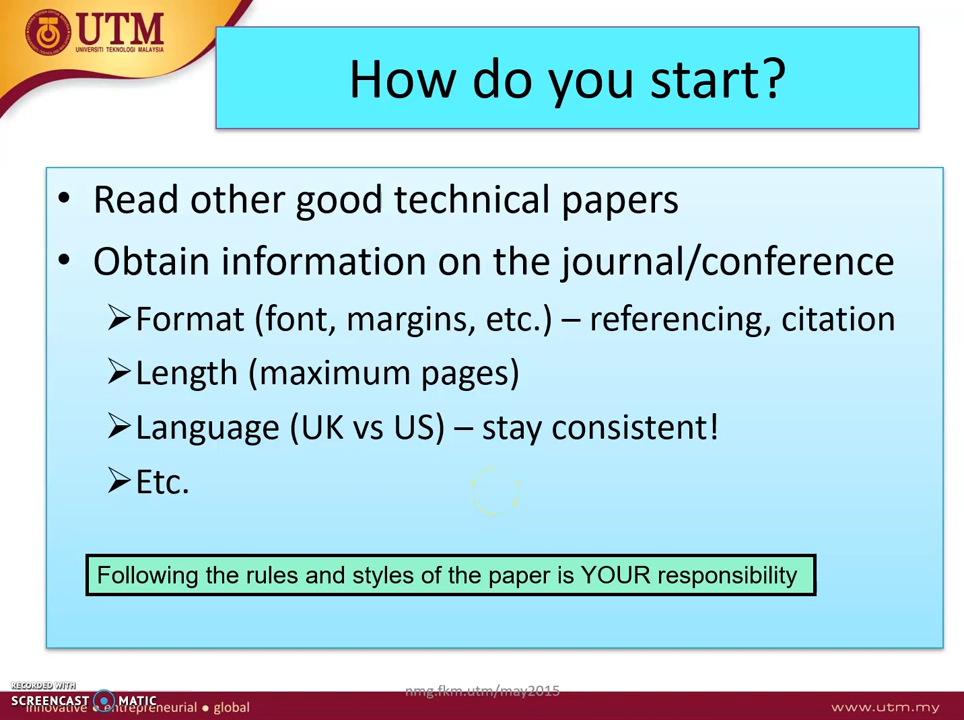 UTM
UNIVERSITI TEKNOLOGI MALAYSIA
How do you start?
• Read other good technical papers
• Obtain information on the journal/conference
➢Format (font, margins, etc.) – referencing, citation
➢Length (maximum pages)
➢Language (UK vs US) – stay consistent!
➢Etc.
Following the rules and styles of the paper is YOUR responsibility
nmg.fkm.utm/may2015
RECORDED WITH
SCREENCAST MATIC
innovative ● entrepreneurial ● global
www.utm.my